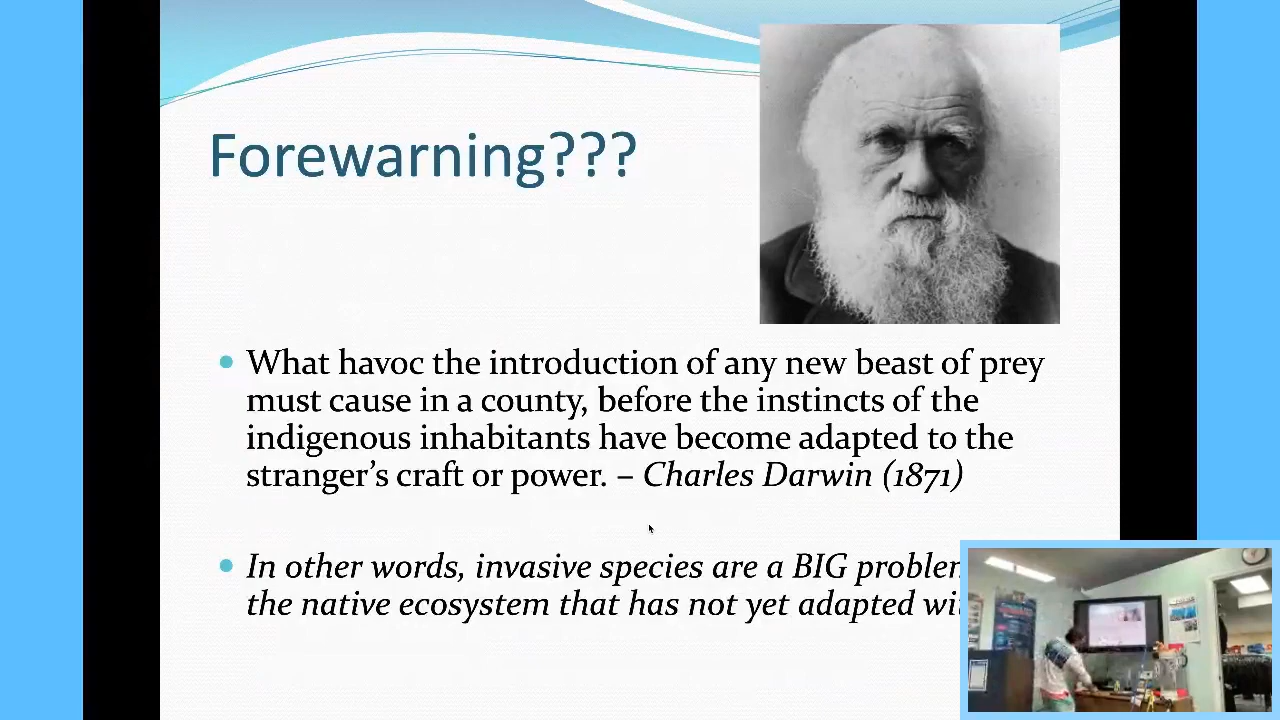 Forewarning???
What havoc the introduction of any new beast of prey
must cause in a county, before the instincts of the
indigenous inhabitants have become adapted to the
stranger's craft or power. – Charles Darwin (1871)
In other words, invasive species are a BIG
the native ecosystem that has not yet adapted